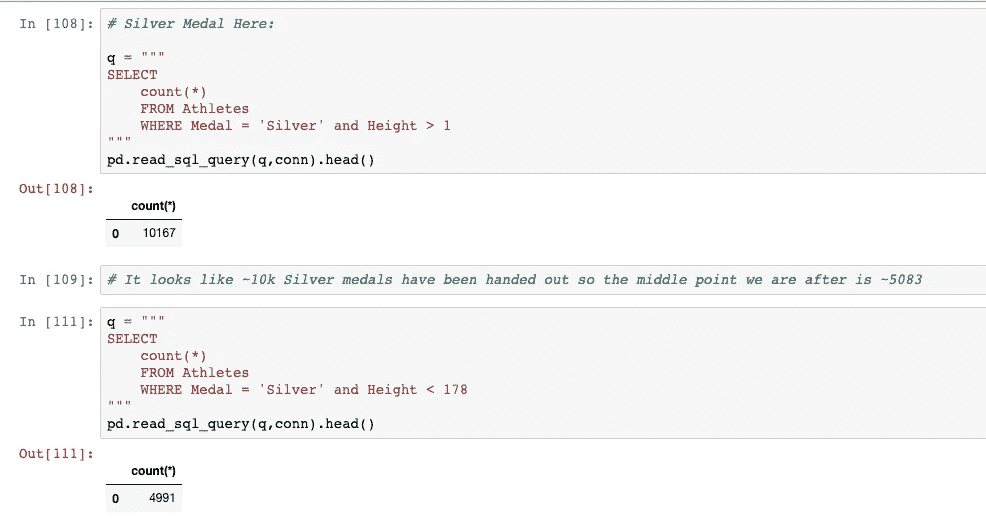 In [108]: # Silver Medal Here:
q = """
SELECT
count(*)
FROM Athletes
WHERE Medal = 'Silver' and Height > 1
"""
pd.read_sql_query(q,conn).head()
Out[108]:
count(*)
0 10167
In [109]: # It looks like ~10k Silver medals have been handed out so the middle point we are after is ~5083
In [111]: q = """
SELECT
count(*)
FROM Athletes
WHERE Medal = 'Silver' and Height < 178
"""
pd.read_sql_query(q,conn).head()
Out[111]:
count(*)
0 4991